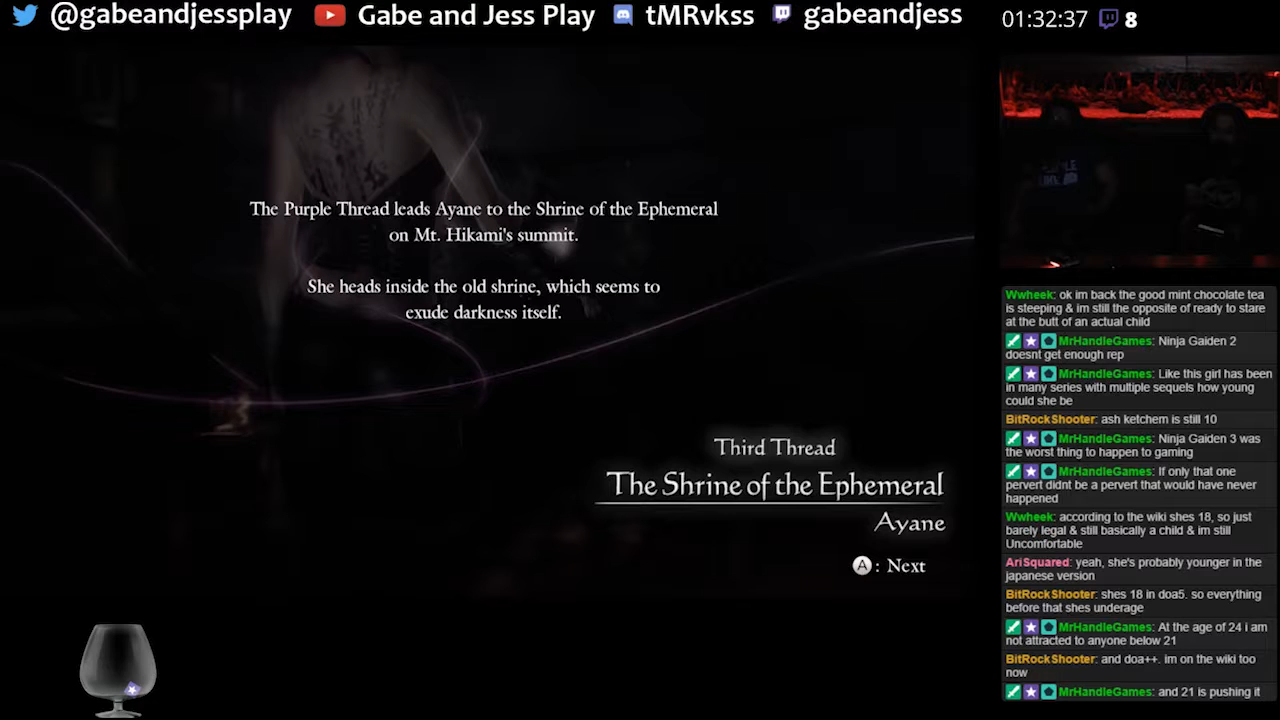 @gabeandjessplay Gabe and Jess Play tMRvkss gabeandjess
01:32:37 8
The Purple Thread leads Ayane to the Shrine of the Ephemeral
on Mt. Hikami's summit.
She heads inside the old shrine, which seems to
exude darkness itself.
Third Thread
The Shrine of the Ephemeral
Ayane
A : Next
Wwheek: ok im back the good mint chocolate tea
is steeping & im still the opposite of ready to stare
at the butt of an actual child
MrHandleGames: Ninja Gaiden 2
doesnt get enough rep
MrHandleGames: Like this girl has been
in many series with multiple sequels how young
could she be
BitRockShooter: ash ketchem is still 10
MrHandleGames: Ninja Gaiden 3 was
the worst thing to happen to gaming
MrHandleGames: If only that one
pervert didnt be a pervert that would have never
happened
Wwheek: according to the wiki shes 18, so just
barely legal & still basically a child & im still
Uncomfortable
AriSquared: yeah, she's probably younger in the
japanese version
BitRockShooter: shes 18 in doa5. so everything
before that shes underage
MrHandleGames: At the age of 24 i am
not attracted to anyone below 21
BitRockShooter: and doa++. im on the wiki too
now
MrHandleGames: and 21 is pushing it